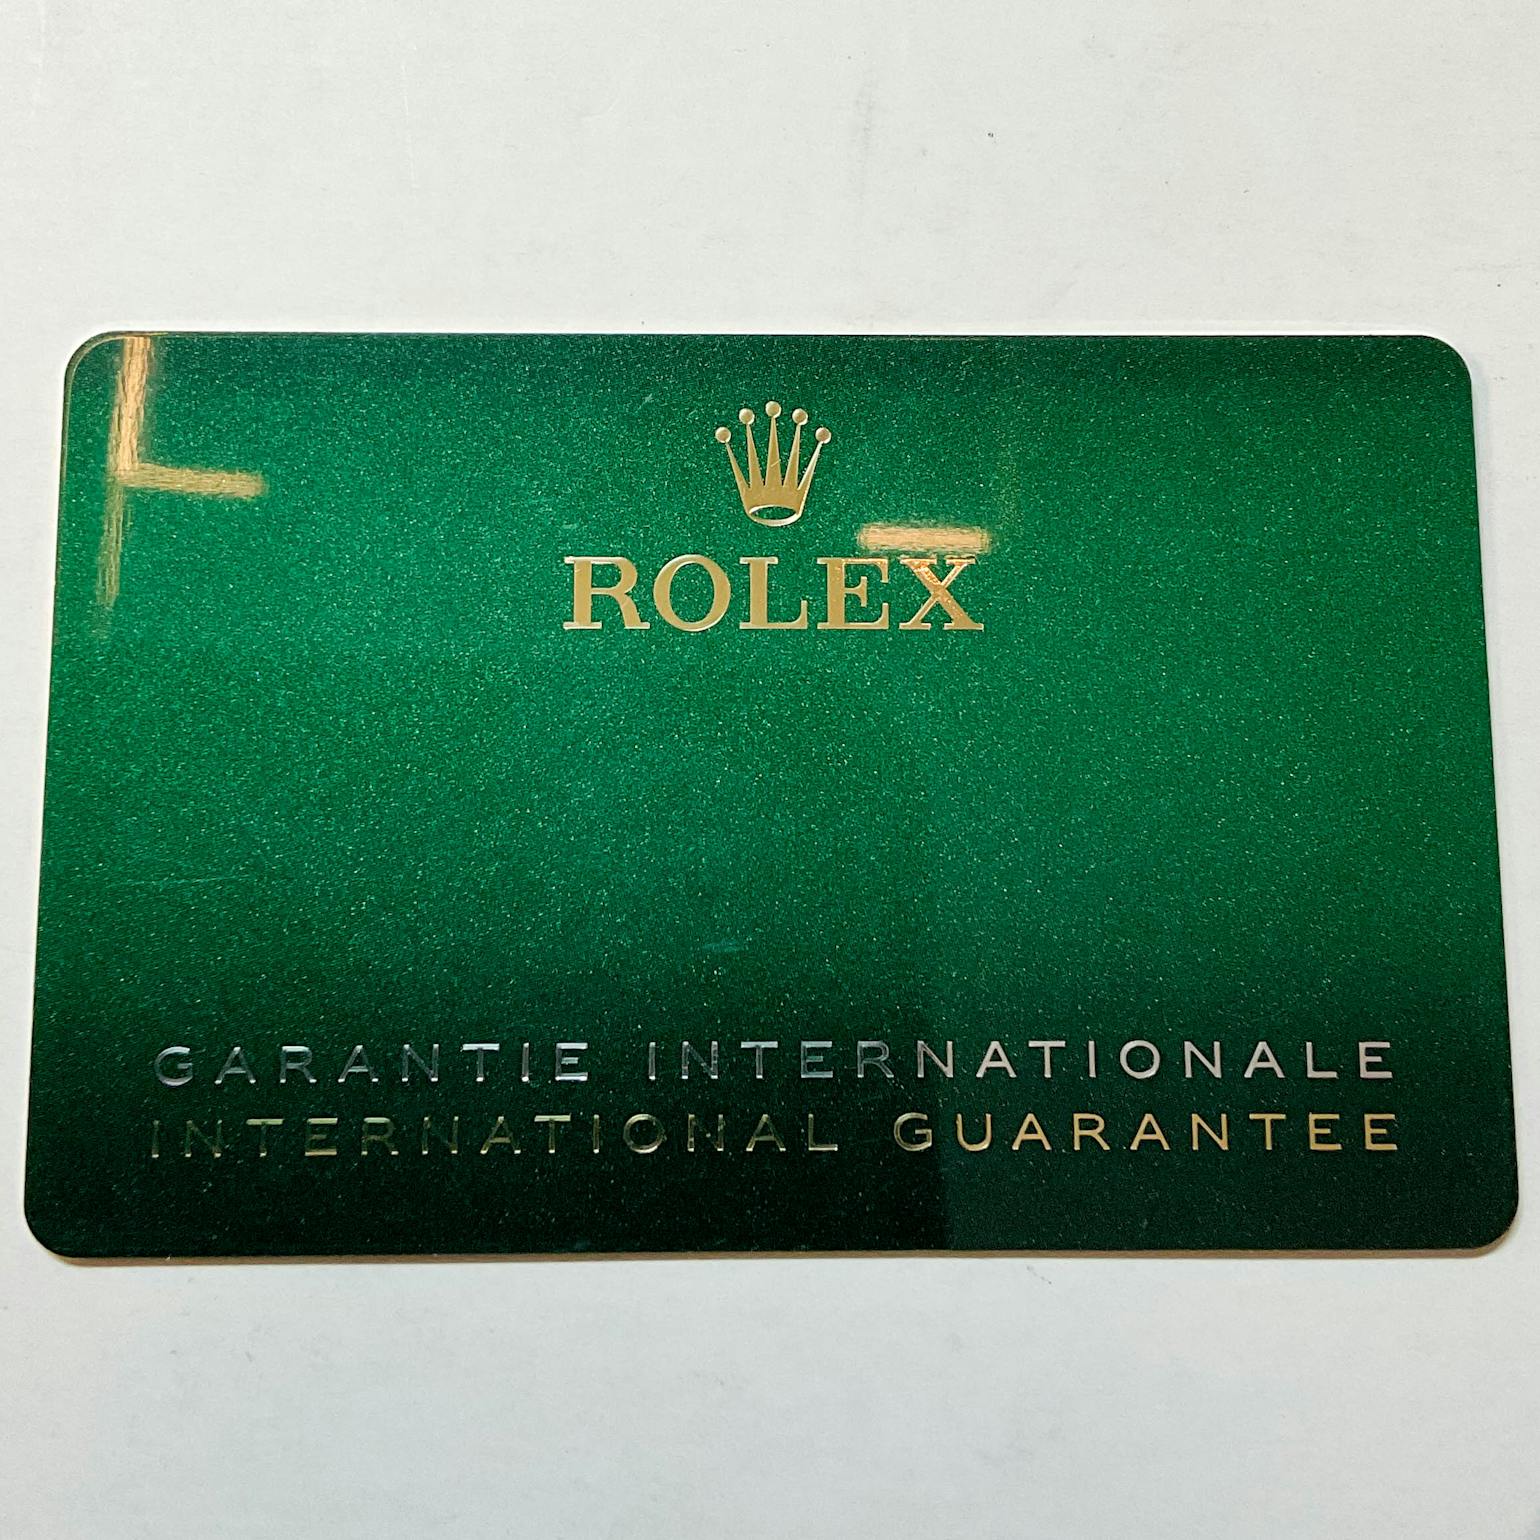 ROLEX
GARANTIE INTERNATIONALE
INTERNATIONAL GUARANTEE